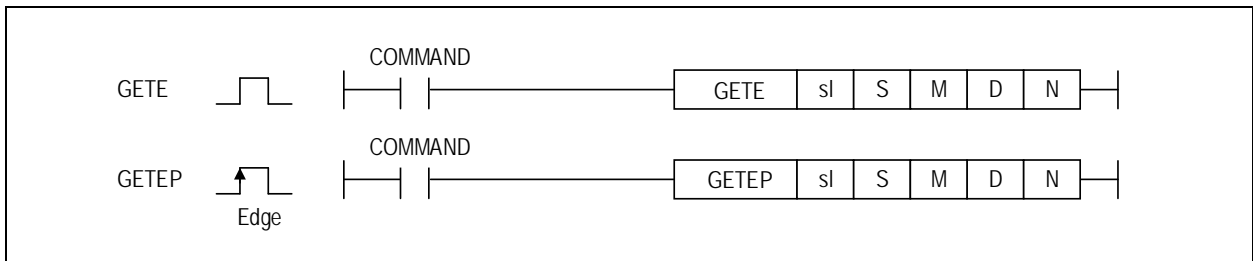 COMMAND
GETE GETE sl S M D N
COMMAND
GETEP GETEP sl S M D N
Edge